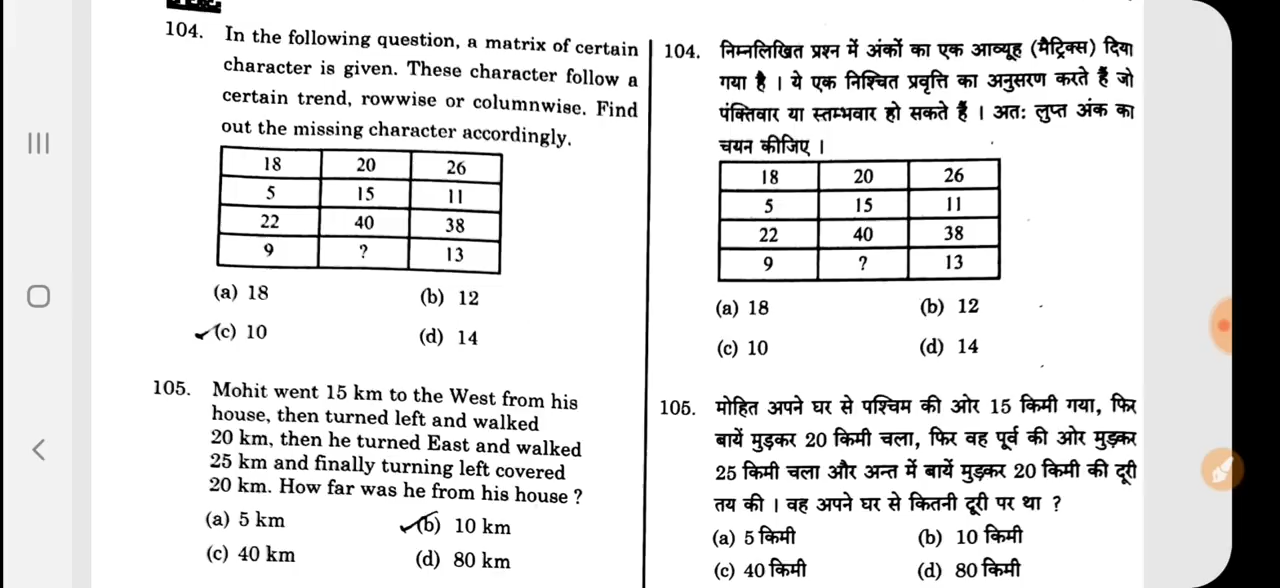 104. In the following question, a matrix of certain
character is given. These character follow a
certain trend, rowwise or columnwise. Find
out the missing character accordingly.
18 20 26
5 15 11
22 40 38
9 ? 13
(a) 18 (b) 12
(c) 10 (d) 14
105. Mohit went 15 km to the West from his
house, then turned left and walked
20 km, then he turned East and walked
25 km and finally turning left covered
20 km. How far was he from his house ?
(a) 5 km (b) 10 km
(c) 40 km (d) 80 km
104. निम्नलिखित प्रश्न में अंकों का एक आव्यूह (मैट्रिक्स) दिया
गया है । ये एक निश्चित प्रवृत्ति का अनुसरण करते हैं जो
पंक्तिवार या स्तम्भवार हो सकते हैं । अतः लुप्त अंक का
चयन कीजिए ।
18 20 26
5 15 11
22 40 38
9 ? 13
(a) 18 (b) 12
(c) 10 (d) 14
105. मोहित अपने घर से पश्चिम की ओर 15 किमी गया, फिर
बायें मुड़कर 20 किमी चला, फिर वह पूर्व की ओर मुड़कर
25 किमी चला और अन्त में बायें मुड़कर 20 किमी की दूरी
तय की । वह अपने घर से कितनी दूरी पर था ?
(a) 5 किमी (b) 10 किमी
(c) 40 किमी (d) 80 किमी